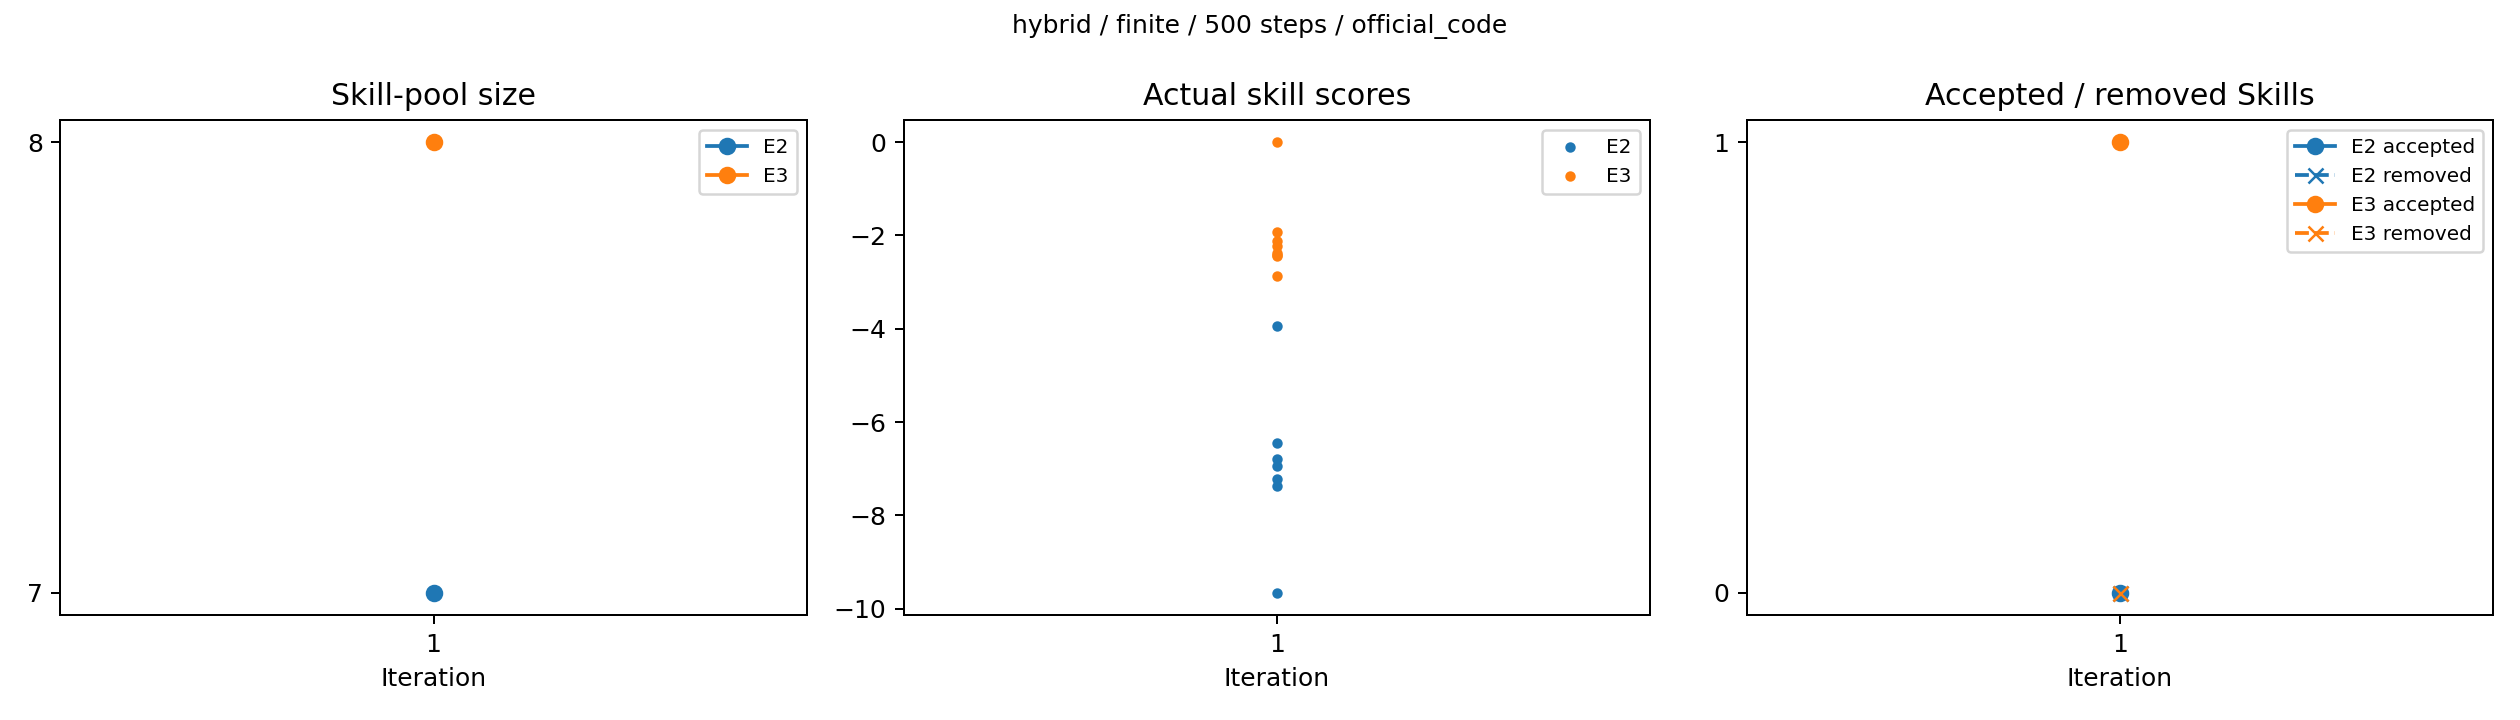 hybrid / finite / 500 steps / official_code
Skill-pool size
8
7
1
Iteration
E2
E3
Actual skill scores
0
−2
−4
−6
−8
−10
1
Iteration
E2
E3
Accepted / removed Skills
1
0
1
Iteration
E2 accepted
E2 removed
E3 accepted
E3 removed